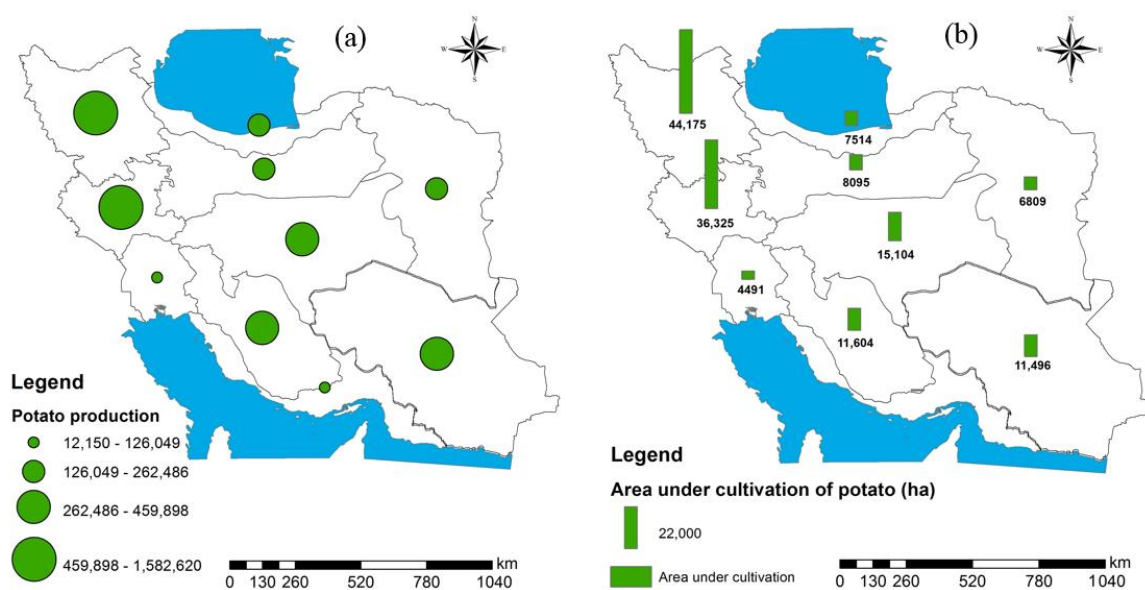 (a)
N
W E
S
Legend
Potato production
12,150 - 126,049
126,049 - 262,486
262,486 - 459,898
459,898 - 1,582,620
km
0 130 260 520 780 1040
(b)
N
W E
S
44,175
7514
8095
6809
36,325
15,104
4491
11,604
11,496
Legend
Area under cultivation of potato (ha)
22,000
Area under cultivation
km
0 130 260 520 780 1040